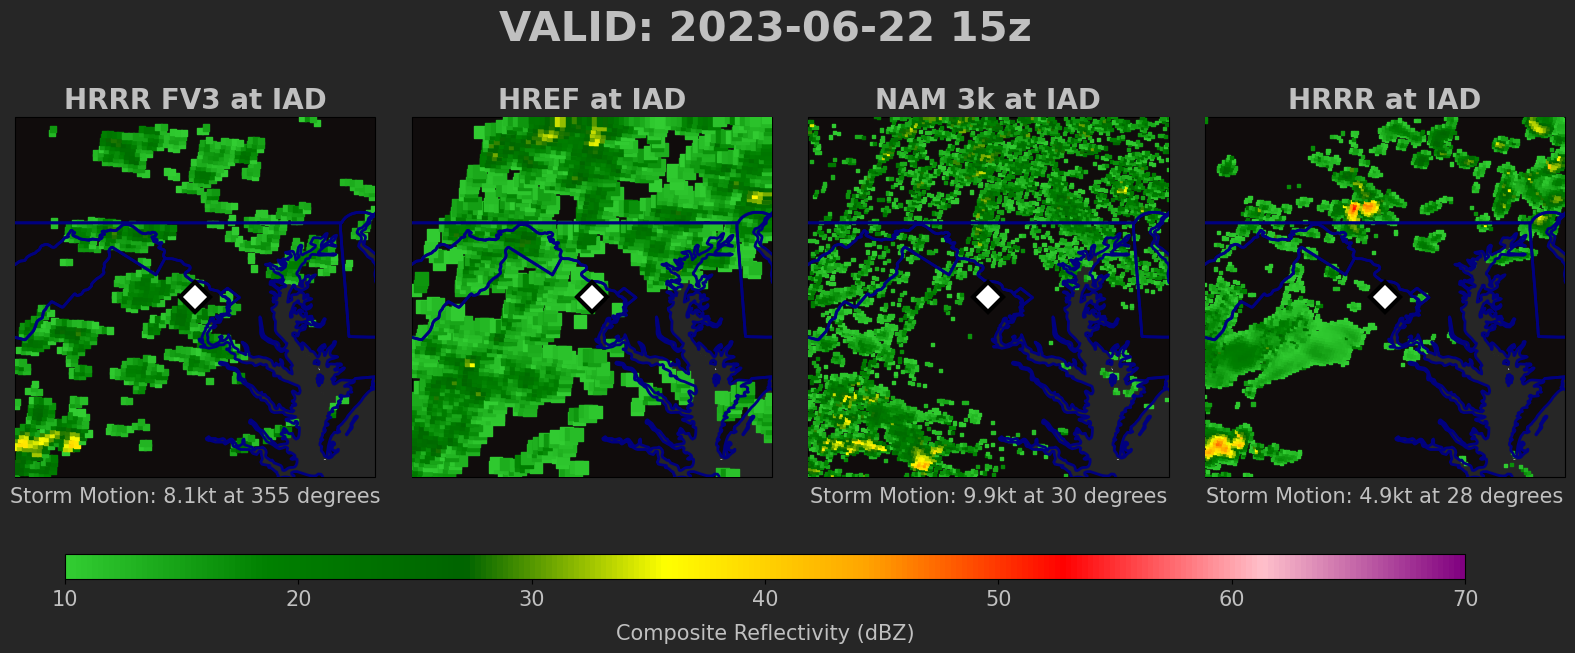 VALID: 2023-06-22 15z
HRRR FV3 at IAD
HREF at IAD
NAM 3k at IAD
HRRR at IAD
Storm Motion: 8.1kt at 355 degrees
Storm Motion: 9.9kt at 30 degrees
Storm Motion: 4.9kt at 28 degrees
10 20 30 40 50 60 70
Composite Reflectivity (dBZ)